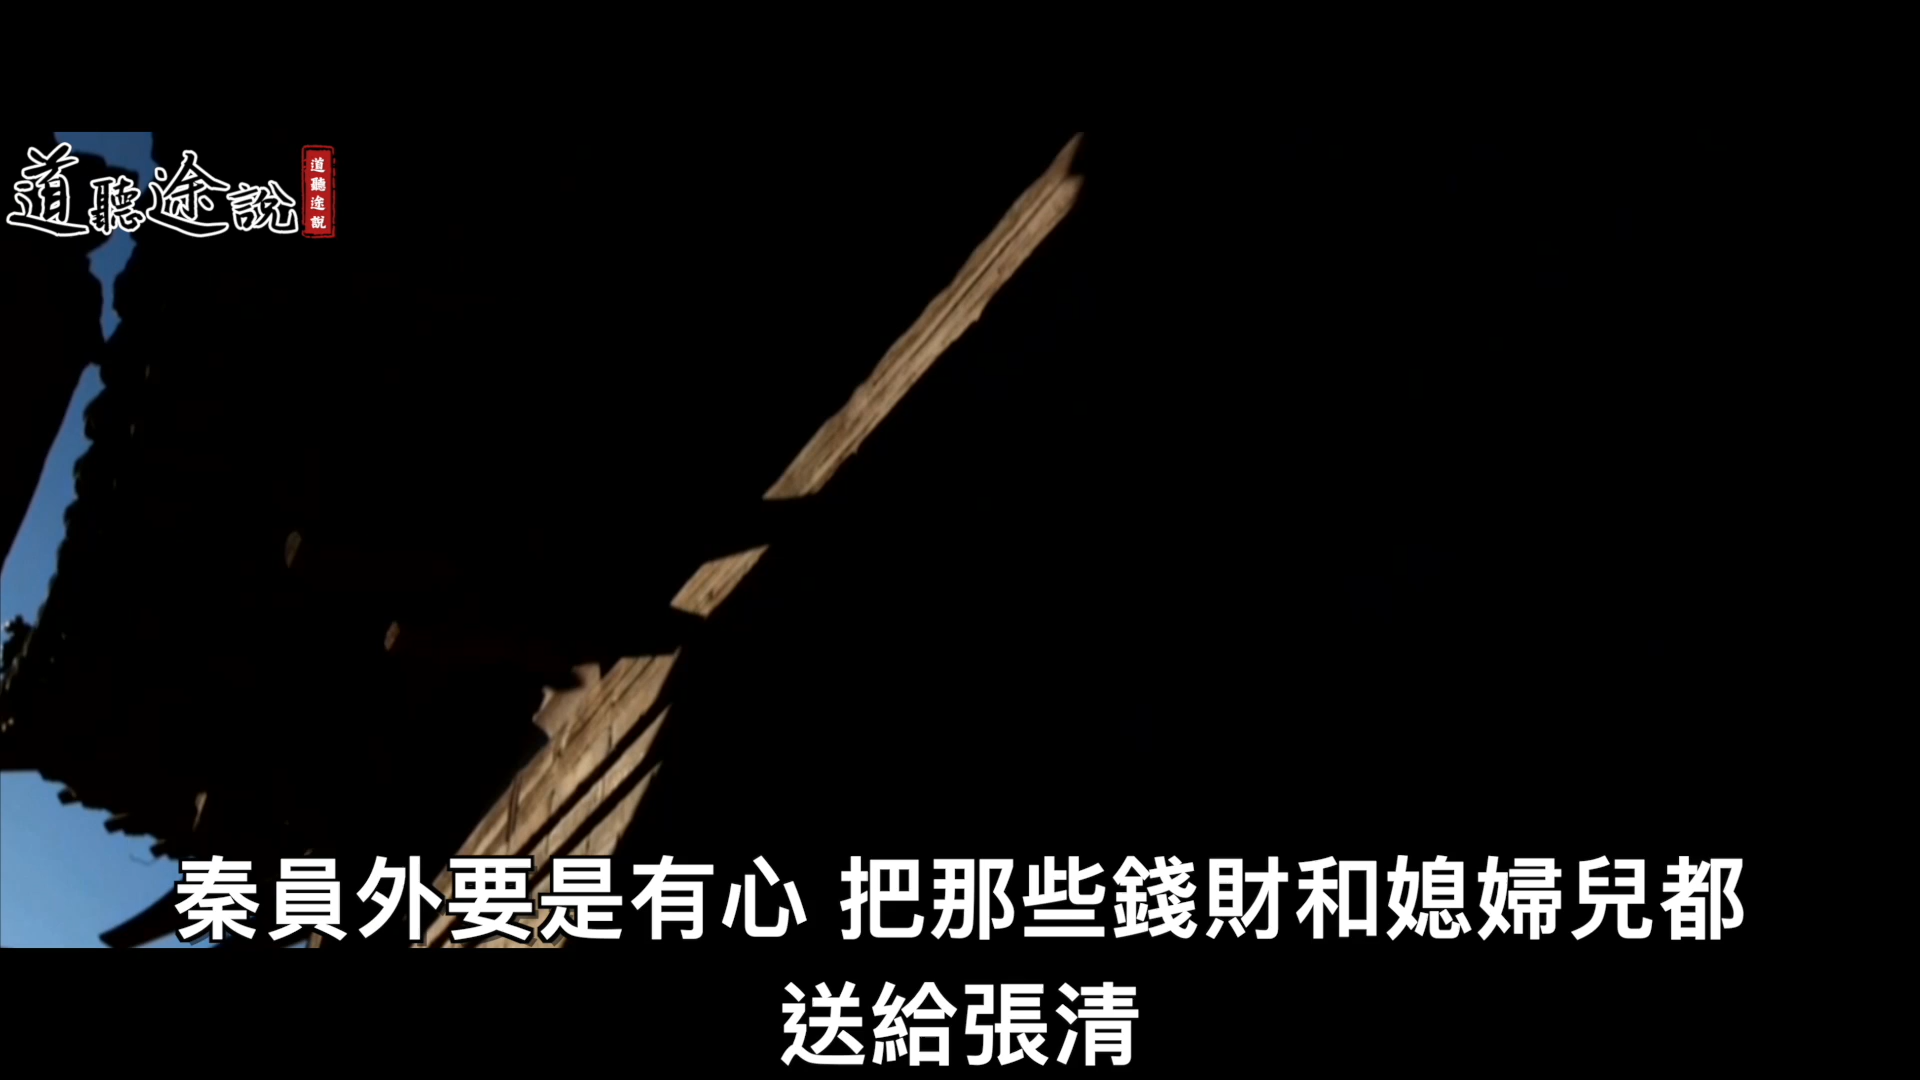 道聽途說
道聽途說
秦員外要是有心 把那些錢財和媳婦兒都
送給張清